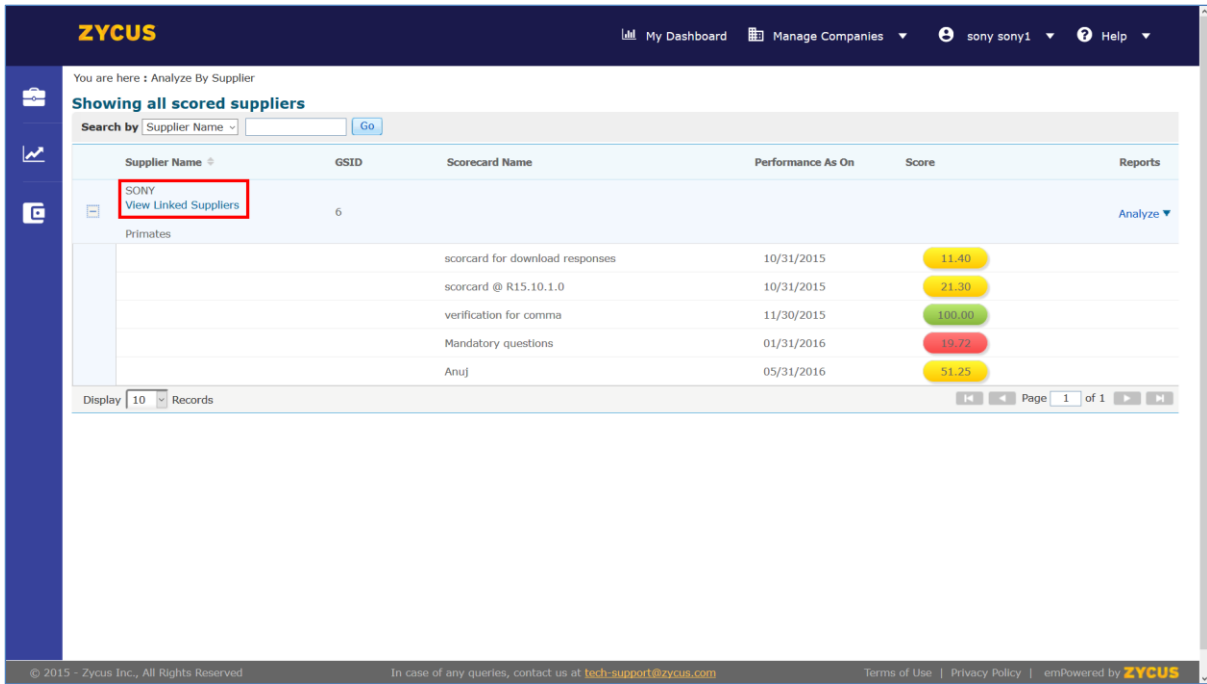 ZYCUS
My Dashboard Manage Companies sony sony1 Help
You are here : Analyze By Supplier
Showing all scored suppliers
Search by Supplier Name Go
Supplier Name GSID Scorecard Name Performance As On Score Reports
SONY
View Linked Suppliers
6 Analyze
Primates
scorcard for download responses 10/31/2015 11.40
scorcard @ R15.10.1.0 10/31/2015 21.30
verification for comma 11/30/2015 100.00
Mandatory questions 01/31/2016 19.72
Anuj 05/31/2016 51.25
Display 10 Records Page 1 of 1
© 2015 - Zycus Inc., All Rights Reserved In case of any queries, contact us at tech-support@zycus.com Terms of Use | Privacy Policy | emPowered by ZYCUS